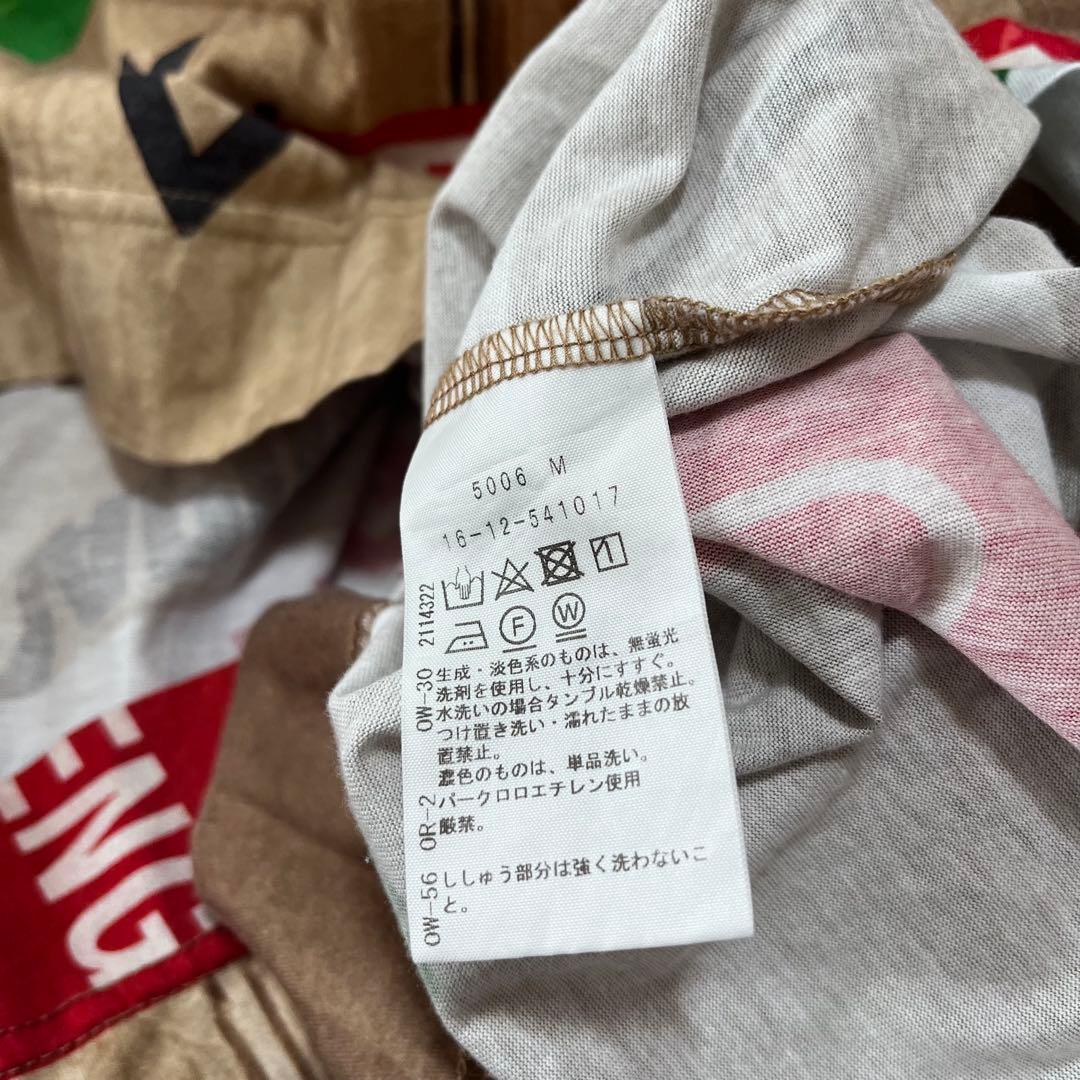 5006 M
16-12-541017
F W
2114322
OW-30
生成・淡色系のものは、無蛍光
洗剤を使用し、十分にすすぐ。
水洗いの場合タンブル乾燥禁止。
つけ置き洗い・濡れたままの放
置禁止。
濃色のものは、単品洗い。
OR-2
パークロロエチレン使用
厳禁。
OW-56
ししゅう部分は強く洗わないこ
と。
ENG